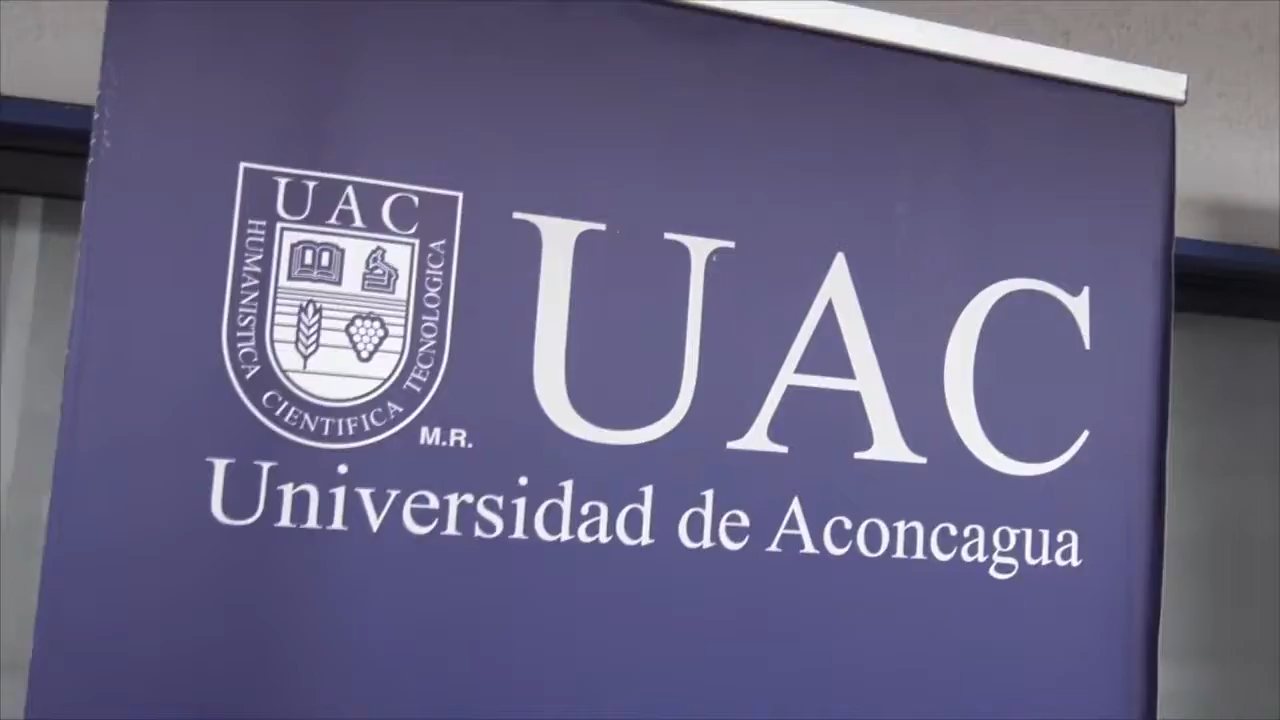 UAC
HUMANISTICA CIENTIFICA TECNOLOGICA
M.R.
UAC
Universidad de Aconcagua